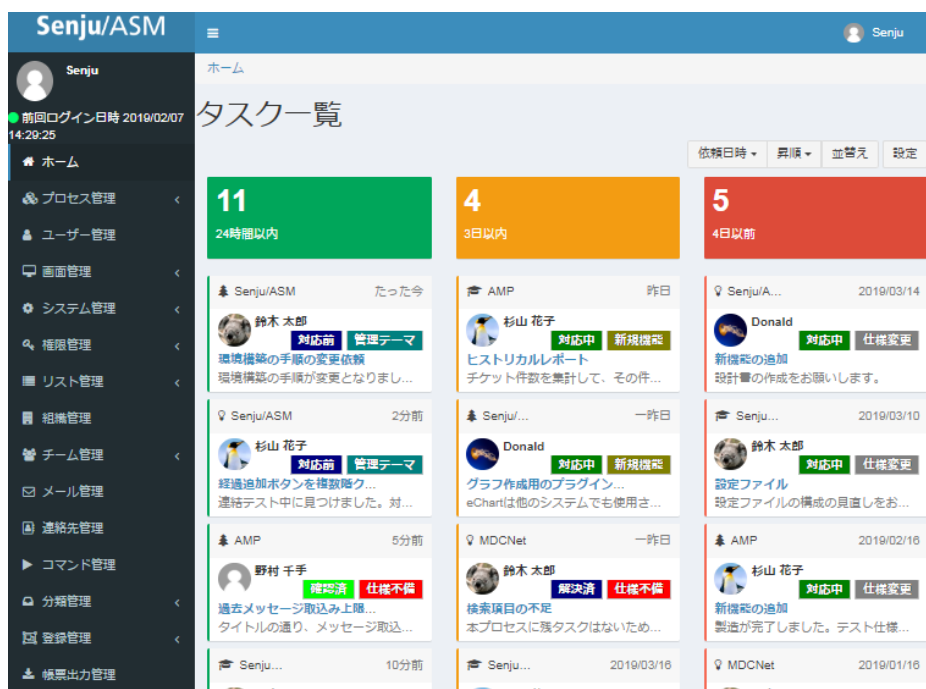 Senju/ASM
Senju
Senju
前回ログイン日時 2019/02/07
14:29:25
ホーム
プロセス管理
ユーザー管理
画面管理
システム管理
権限管理
リスト管理
組織管理
チーム管理
メール管理
連絡先管理
コマンド管理
分類管理
登録管理
帳票出力管理
ホーム
タスク一覧
依頼日時 昇順 並替え 設定
11
24時間以内
Senju/ASM たった今
鈴木 太郎
対応前 管理テーマ
環境構築の手順の変更依頼
環境構築の手順が変更となりまし...
Senju/ASM 2分前
杉山 花子
対応前 管理テーマ
経過追加ボタンを複数階ク...
連結テスト中に見つけました。対...
AMP 5分前
野村 千手
確認済 仕様不備
過去メッセージ取込み上限...
タイトルの通り、メッセージ取込...
Senju... 10分前
4
3日以内
AMP 昨日
杉山 花子
対応中 新規機能
ヒストリカルレポート
チケット件数を集計して、その件...
Senju/... 一昨日
Donald
対応中 新規機能
グラフ作成用のプラグイン...
eChartは他のシステムでも使用さ...
MDCNet 一昨日
鈴木 太郎
解決済 仕様不備
検索項目の不足
本プロセスに残タスクはないため...
Senju... 2019/03/16
5
4日以前
Senju/A... 2019/03/14
Donald
対応中 仕様変更
新機能の追加
設計書の作成をお願いします。
Senju... 2019/03/10
鈴木 太郎
対応中 仕様変更
設定ファイル
設定ファイルの構成の見直しをお...
AMP 2019/02/16
杉山 花子
対応中 仕様変更
新機能の追加
製造が完了しました。テスト仕様...
MDCNet 2019/01/16